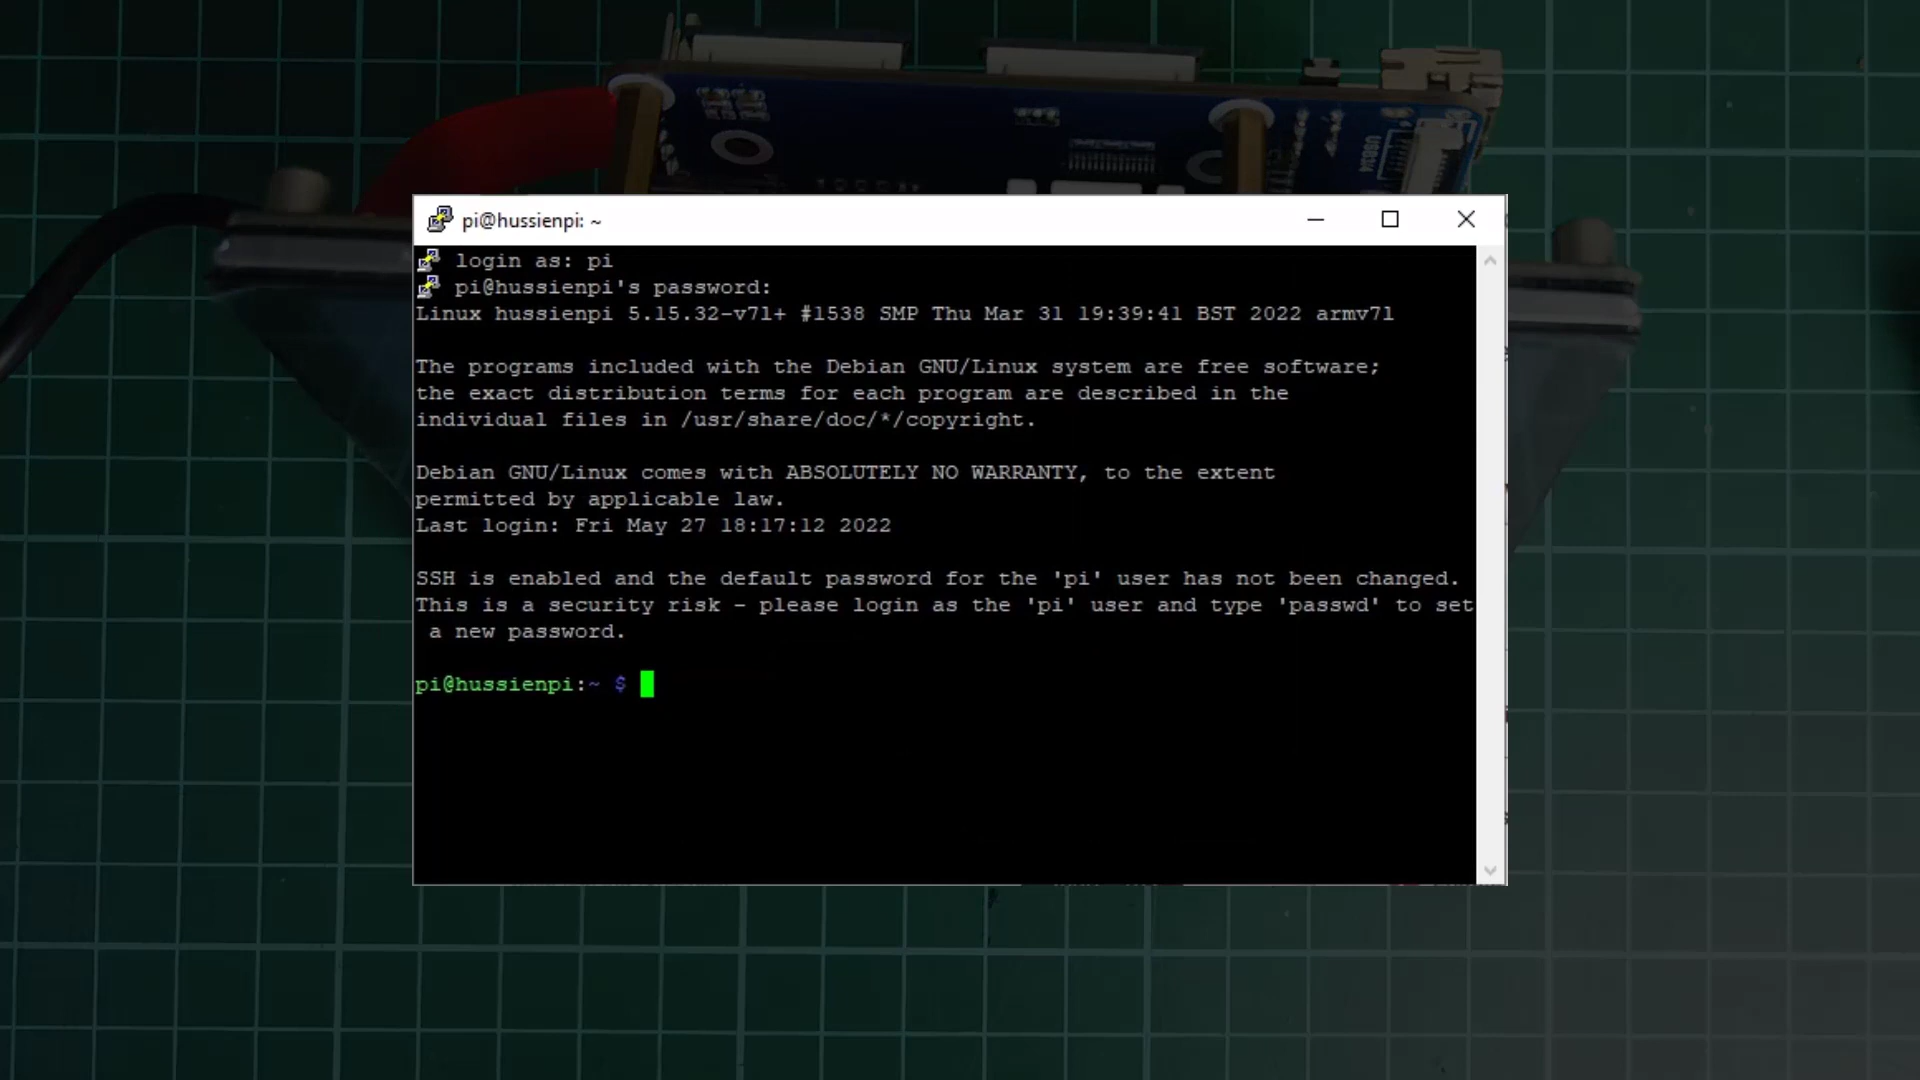 USB3/4
pi@hussienpi: ~
login as: pi
pi@hussienpi's password:
Linux hussienpi 5.15.32-v7l+ #1538 SMP Thu Mar 31 19:39:41 BST 2022 armv7l
The programs included with the Debian GNU/Linux system are free software;
the exact distribution terms for each program are described in the
individual files in /usr/share/doc/*/copyright.
Debian GNU/Linux comes with ABSOLUTELY NO WARRANTY, to the extent
permitted by applicable law.
Last login: Fri May 27 18:17:12 2022
SSH is enabled and the default password for the 'pi' user has not been changed.
This is a security risk - please login as the 'pi' user and type 'passwd' to set
a new password.
pi@hussienpi:~ $